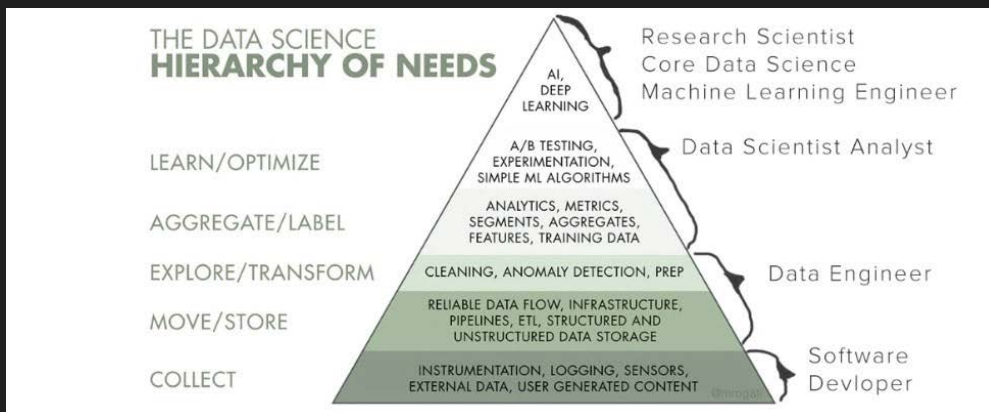 THE DATA SCIENCE
HIERARCHY OF NEEDS
LEARN/OPTIMIZE
AGGREGATE/LABEL
EXPLORE/TRANSFORM
MOVE/STORE
COLLECT
AI,
DEEP
LEARNING
A/B TESTING,
EXPERIMENTATION,
SIMPLE ML ALGORITHMS
ANALYTICS, METRICS,
SEGMENTS, AGGREGATES,
FEATURES, TRAINING DATA
CLEANING, ANOMALY DETECTION, PREP
RELIABLE DATA FLOW, INFRASTRUCTURE,
PIPELINES, ETL, STRUCTURED AND
UNSTRUCTURED DATA STORAGE
INSTRUMENTATION, LOGGING, SENSORS,
EXTERNAL DATA, USER GENERATED CONTENT
Research Scientist
Core Data Science
Machine Learning Engineer
Data Scientist Analyst
Data Engineer
Software
Devloper